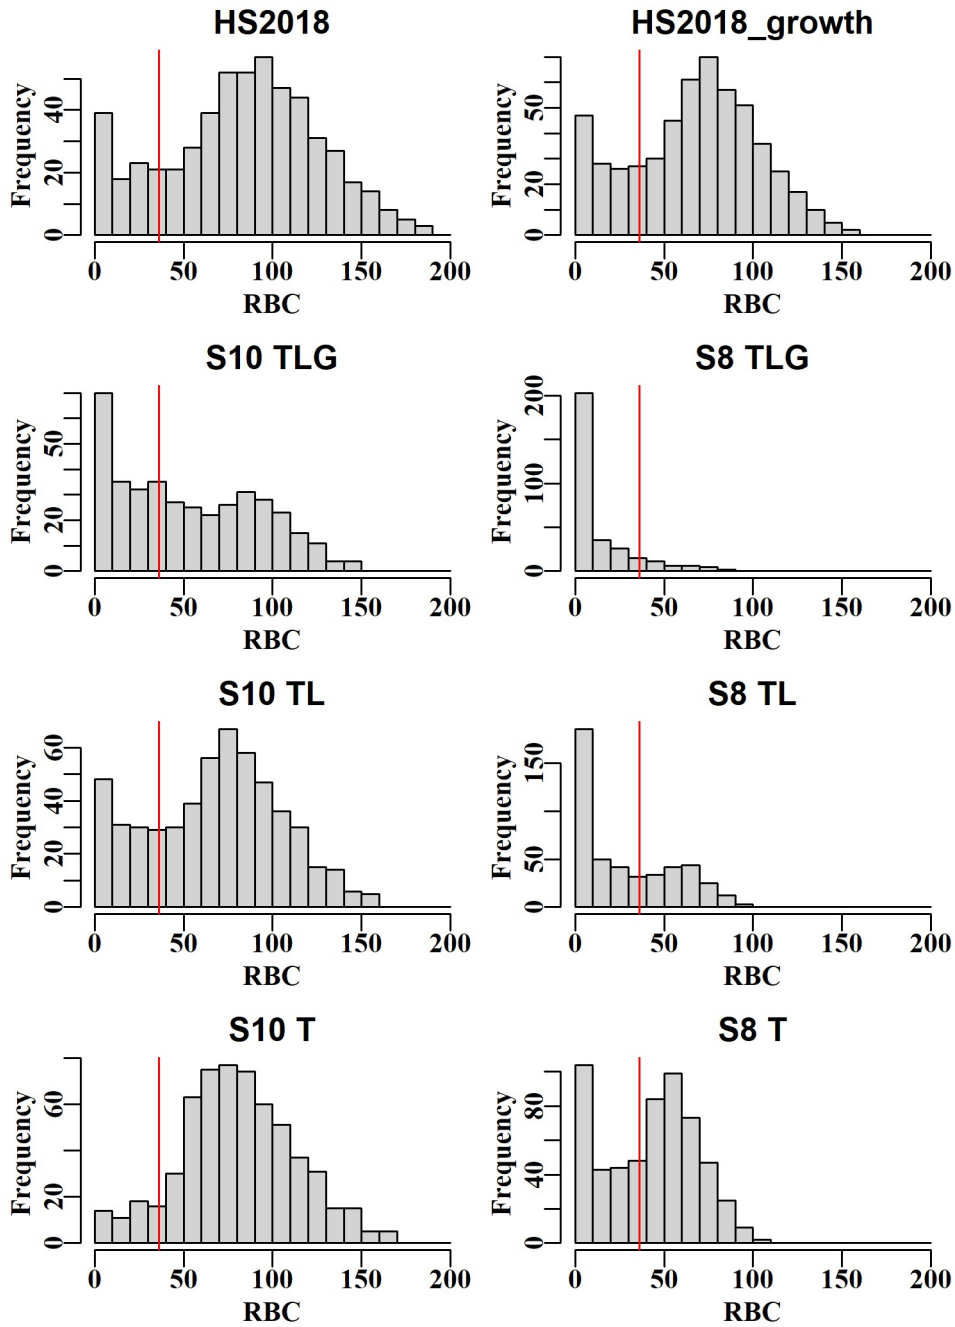 HS2018
Frequency
0 20 40
0 50 100 150 200
RBC
HS2018_growth
Frequency
0 20 50
0 50 100 150 200
RBC
S10 TLG
Frequency
0 20 50
0 50 100 150 200
RBC
S8 TLG
Frequency
0 100 200
0 50 100 150 200
RBC
S10 TL
Frequency
0 20 40 60
0 50 100 150 200
RBC
S8 TL
Frequency
0 50 150
0 50 100 150 200
RBC
S10 T
Frequency
0 20 60
0 50 100 150 200
RBC
S8 T
Frequency
0 40 80
0 50 100 150 200
RBC